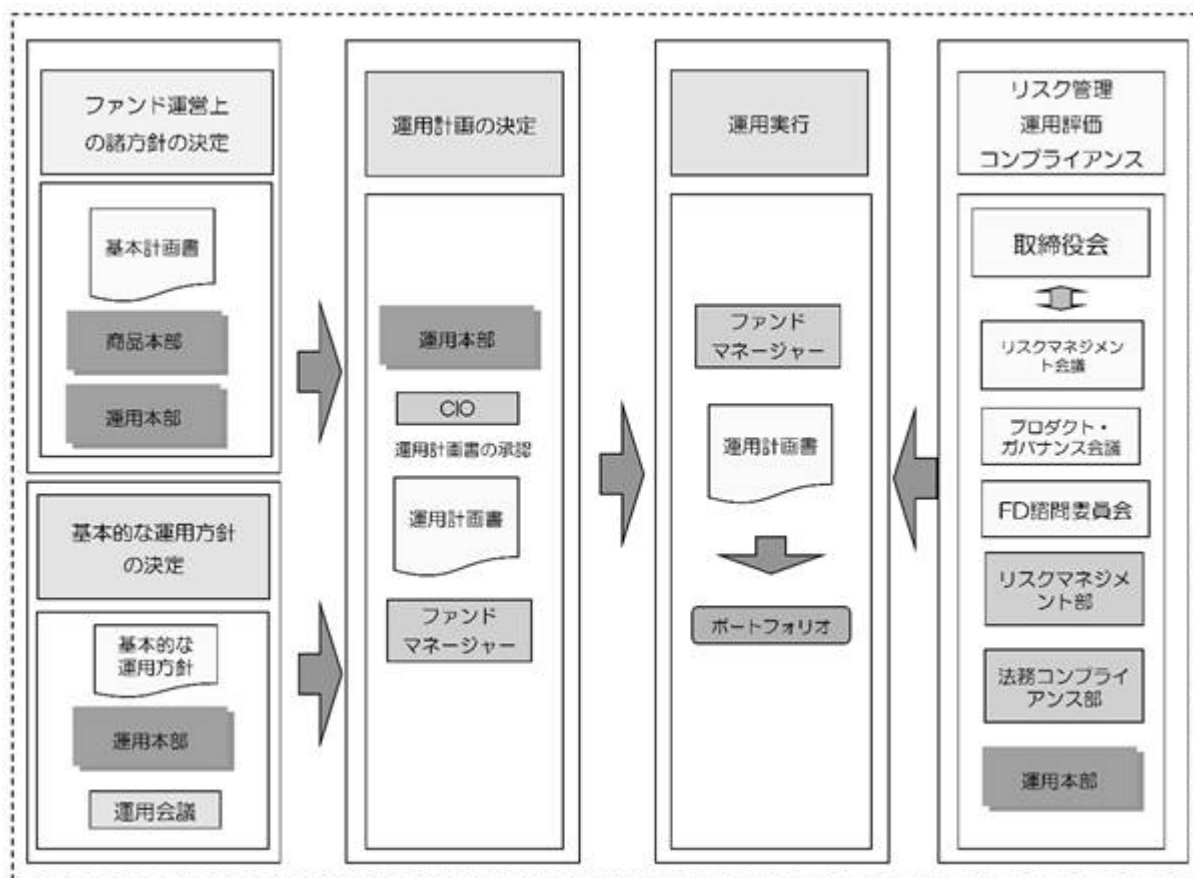 ファンド運営上
の諸方針の決定
基本計画書
商品本部
運用本部
基本的な運用方針
の決定
基本的な
運用方針
運用本部
運用会議
運用計画の決定
運用本部
CIO
運用計画書の承認
運用計画書
ファンド
マネージャー
運用実行
ファンド
マネージャー
運用計画書
ポートフォリオ
リスク管理
運用評価
コンプライアンス
取締役会
リスクマネジメン
ト会議
プロダクト・
ガバナンス会議
FD諮問委員会
リスクマネジメ
ント部
法務コンプライ
アンス部
運用本部